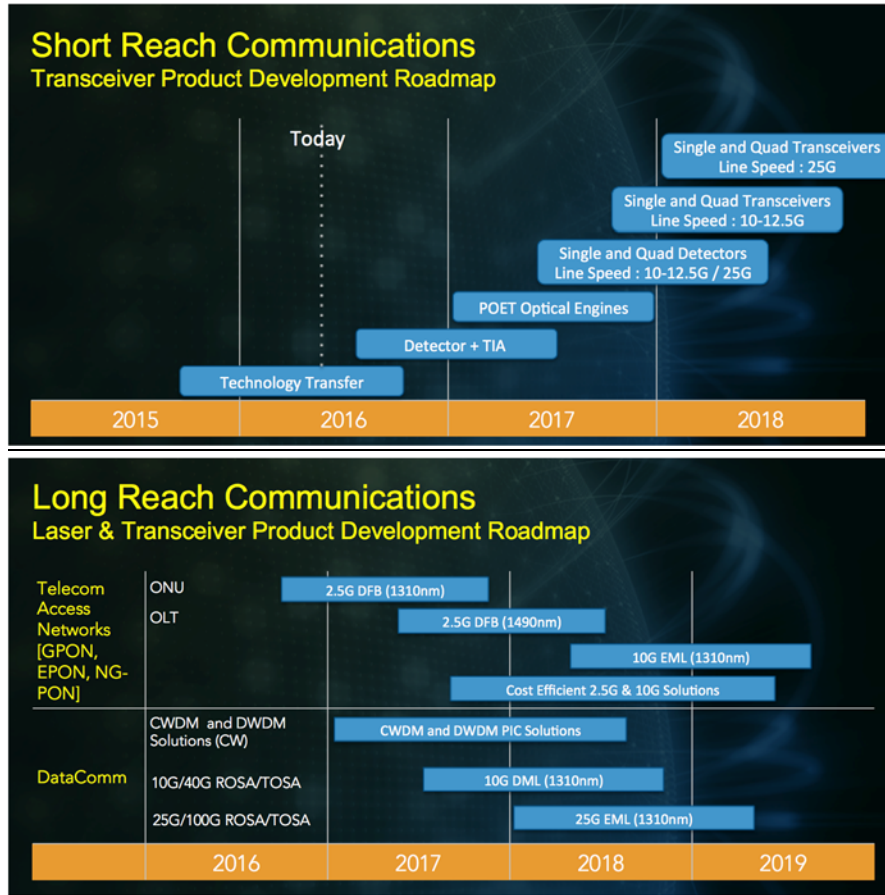 Short Reach Communications
Transceiver Product Development Roadmap
Today
Single and Quad Transceivers
Line Speed : 25G
Single and Quad Transceivers
Line Speed : 10-12.5G
Single and Quad Detectors
Line Speed : 10-12.5G / 25G
POET Optical Engines
Detector + TIA
Technology Transfer
2015 2016 2017 2018
Long Reach Communications
Laser & Transceiver Product Development Roadmap
Telecom
Access
Networks
[GPON,
EPON, NG-
PON]
ONU
2.5G DFB (1310nm)
OLT
2.5G DFB (1490nm)
10G EML (1310nm)
Cost Efficient 2.5G & 10G Solutions
DataComm
CWDM and DWDM
Solutions (CW)
CWDM and DWDM PIC Solutions
10G/40G ROSA/TOSA
10G DML (1310nm)
25G/100G ROSA/TOSA
25G EML (1310nm)
2016 2017 2018 2019